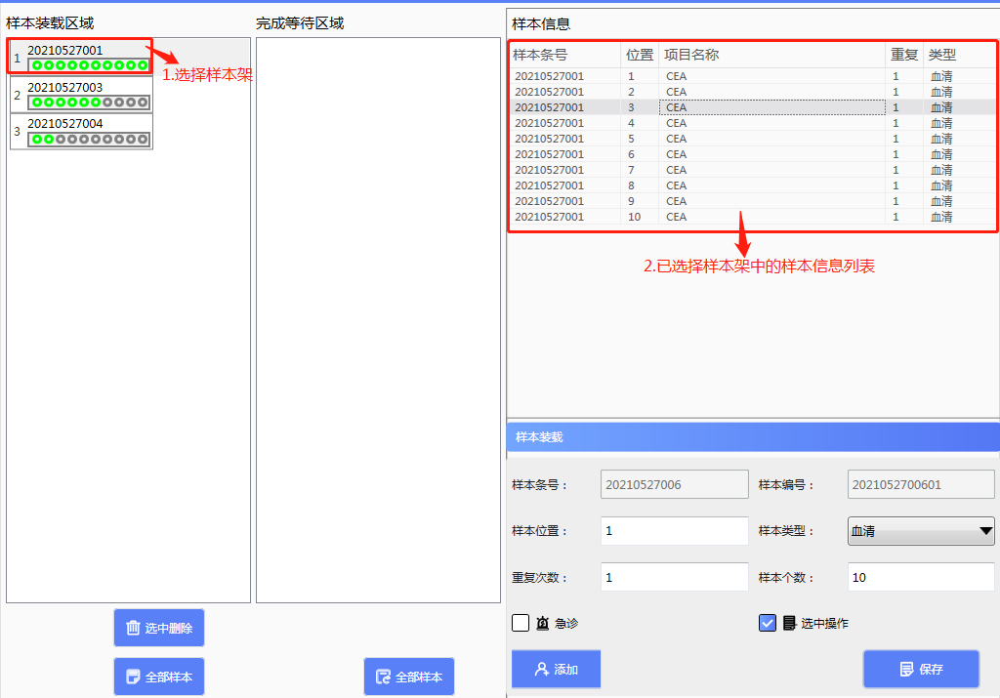 样本装载区域
1
20210527001
2
20210527003
3
20210527004
1.选择样本架
选中删除
全部样本
完成等待区域
全部样本
样本信息
样本条号 位置 项目名称 重复 类型
20210527001 1 CEA 1 血清
20210527001 2 CEA 1 血清
20210527001 3 CEA 1 血清
20210527001 4 CEA 1 血清
20210527001 5 CEA 1 血清
20210527001 6 CEA 1 血清
20210527001 7 CEA 1 血清
20210527001 8 CEA 1 血清
20210527001 9 CEA 1 血清
20210527001 10 CEA 1 血清
2.已选择样本架中的样本信息列表
样本装载
样本条号： 20210527006 样本编号： 2021052700601
样本位置： 1 样本类型： 血清
重复次数： 1 样本个数： 10
急诊 选中操作
添加 保存